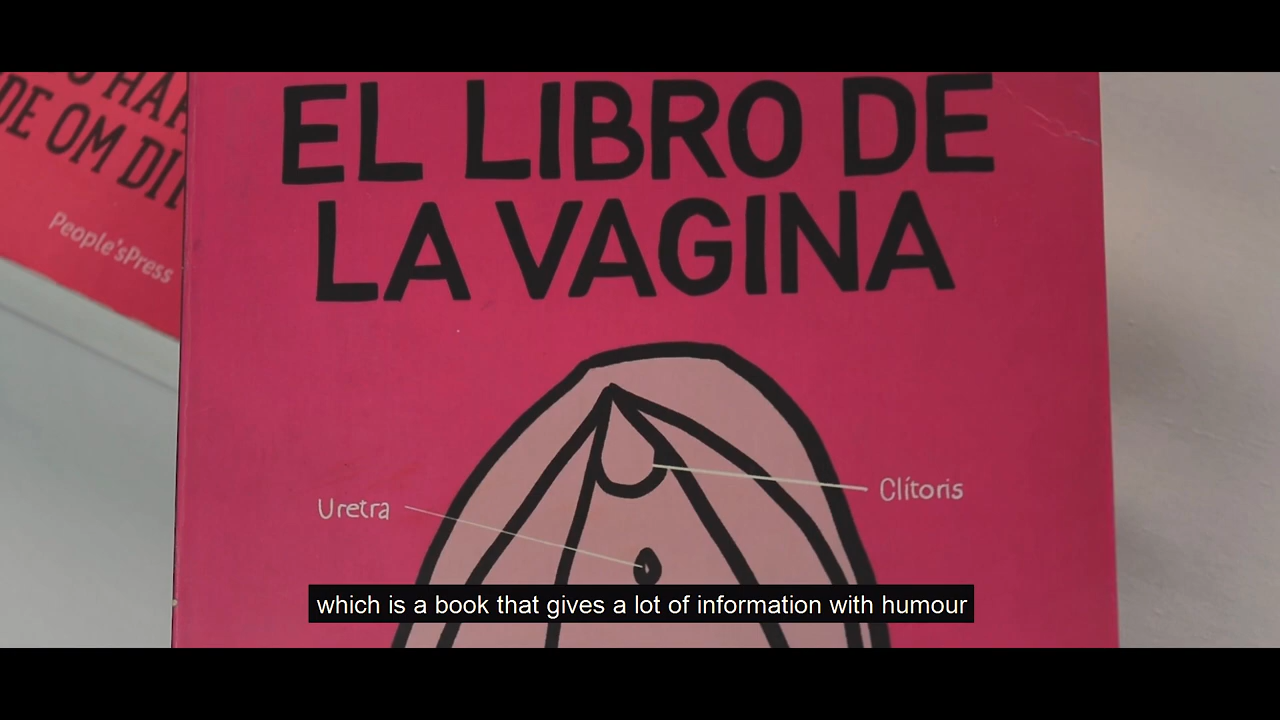 DE OM DI
People'sPress
EL LIBRO DE
LA VAGINA
Clítoris
Uretra
which is a book that gives a lot of information with humour